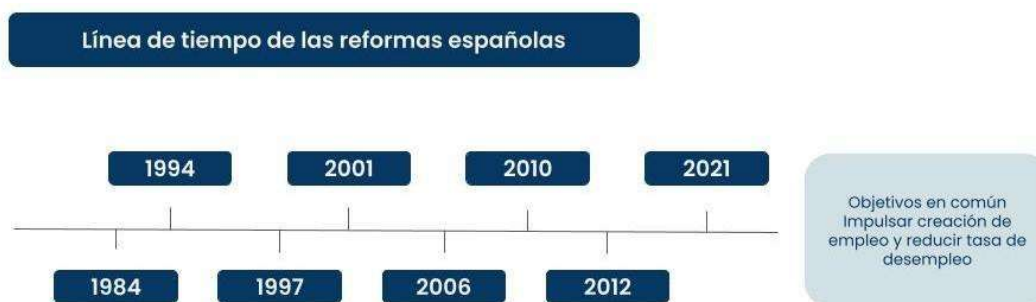 Línea de tiempo de las reformas españolas
1994
2001
2010
2021
1984
1997
2006
2012
Objetivos en común
Impulsar creación de
empleo y reducir tasa de
desempleo